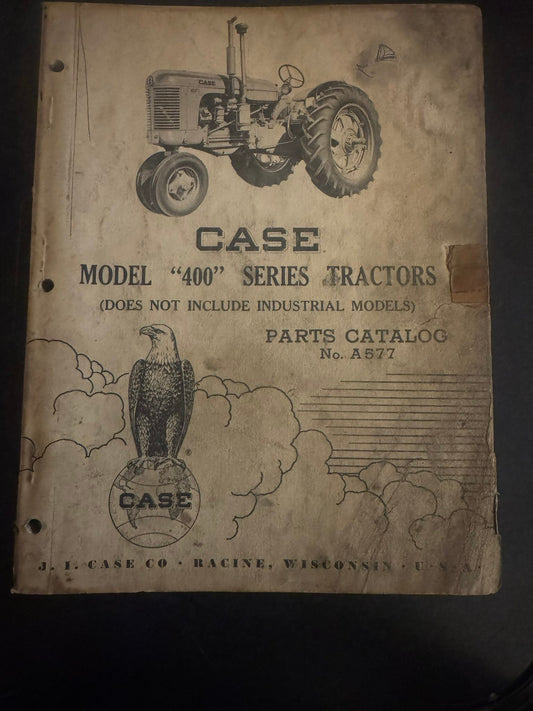 CASE
CASE
MODEL "400" SERIES TRACTORS
(DOES NOT INCLUDE INDUSTRIAL MODELS)
PARTS CATALOG
No. A577
®
CASE
J. I. CASE CO · RACINE, WISCONSIN · U·S·A·